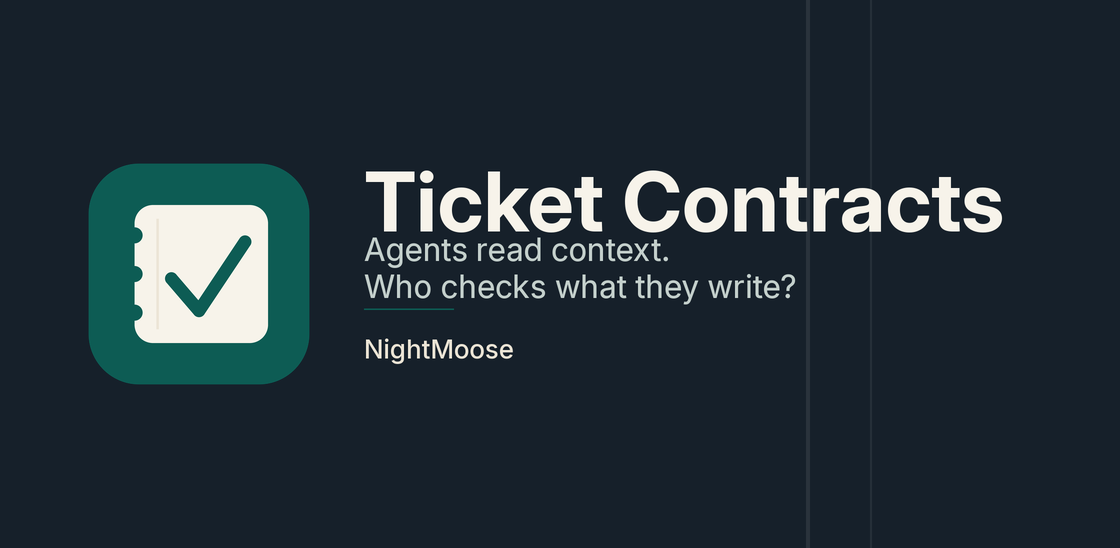 Ticket Contracts
Agents read context.
Who checks what they write?
NightMoose